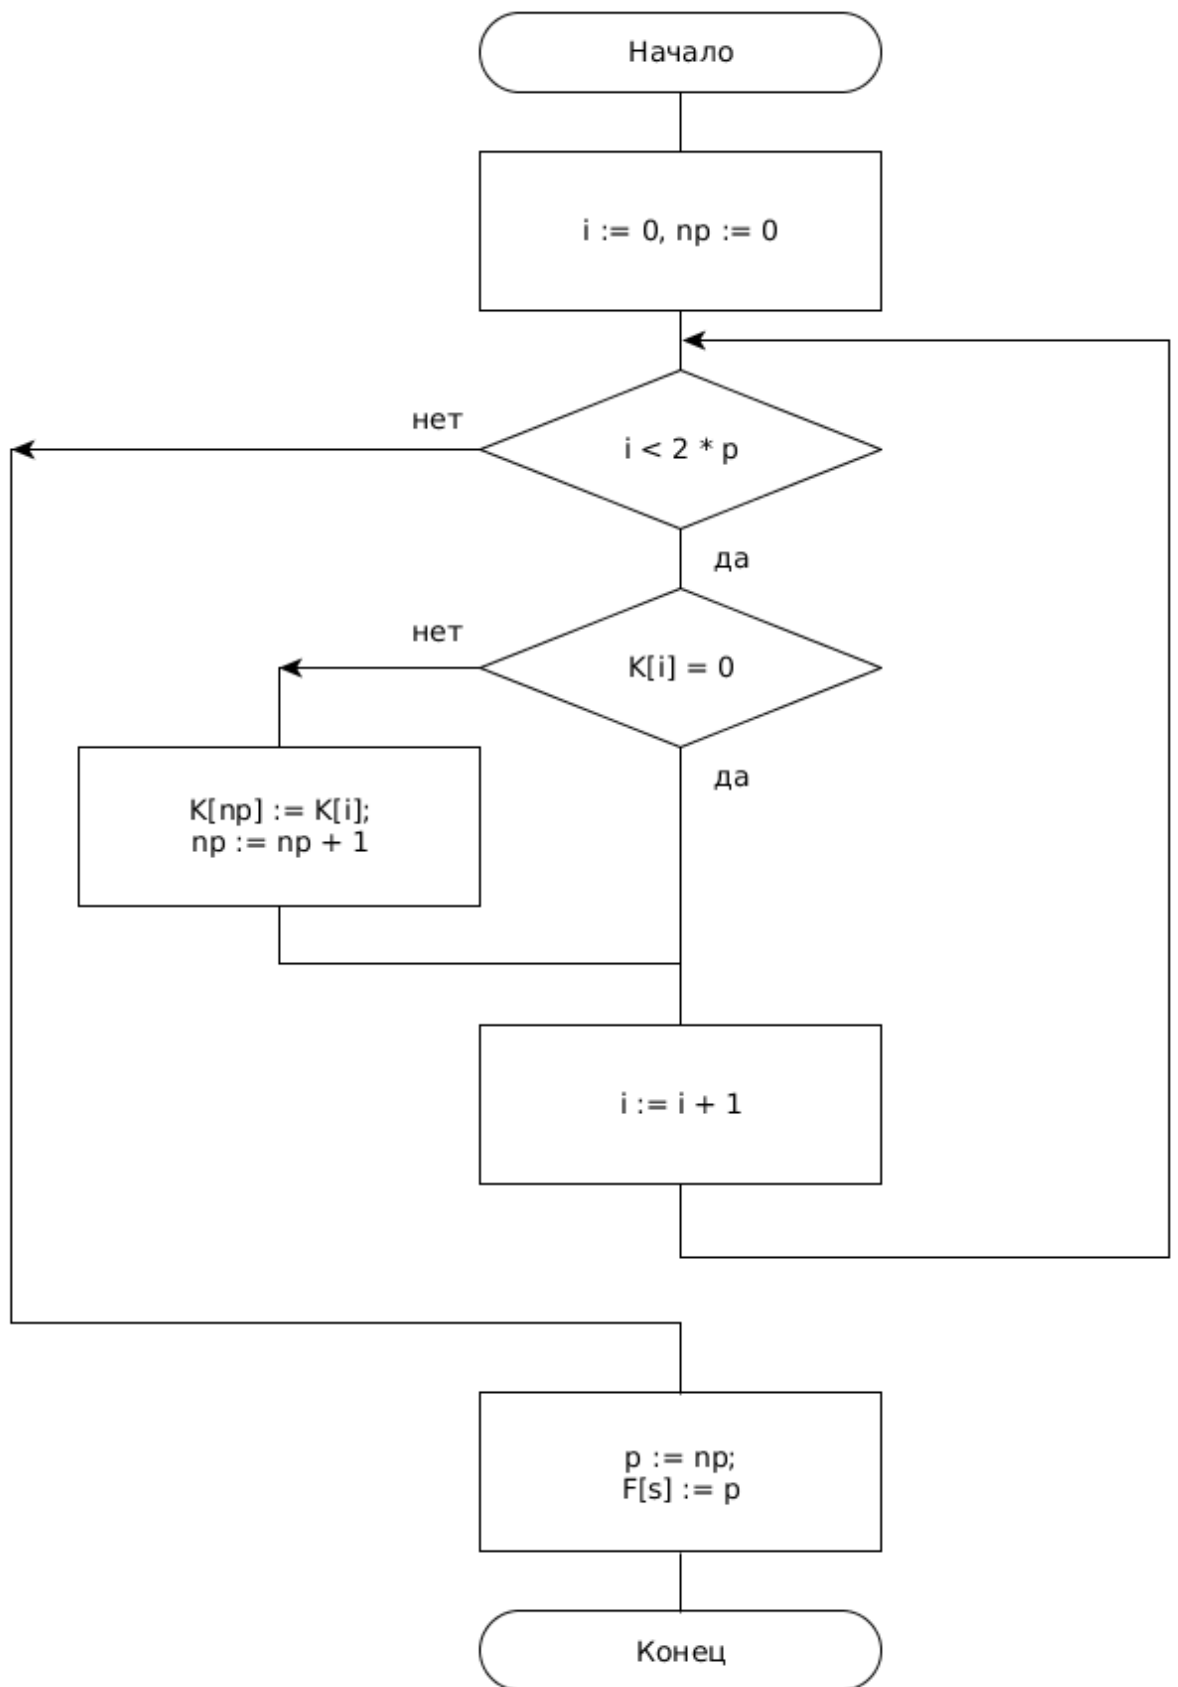 Начало
i := 0, np := 0
нет
i < 2 * p
да
нет
K[i] = 0
да
K[np] := K[i];
np := np + 1
i := i + 1
p := np;
F[s] := p
Конец